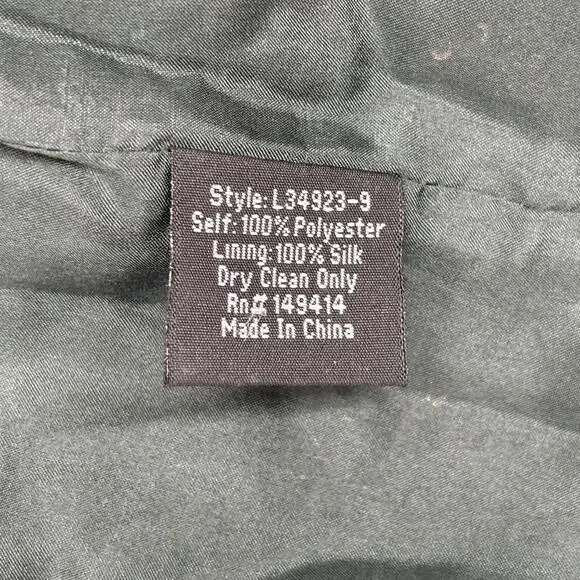 Style: L34923-9
Self: 100% Polyester
Lining: 100% Silk
Dry Clean Only
Rn# 149414
Made In China